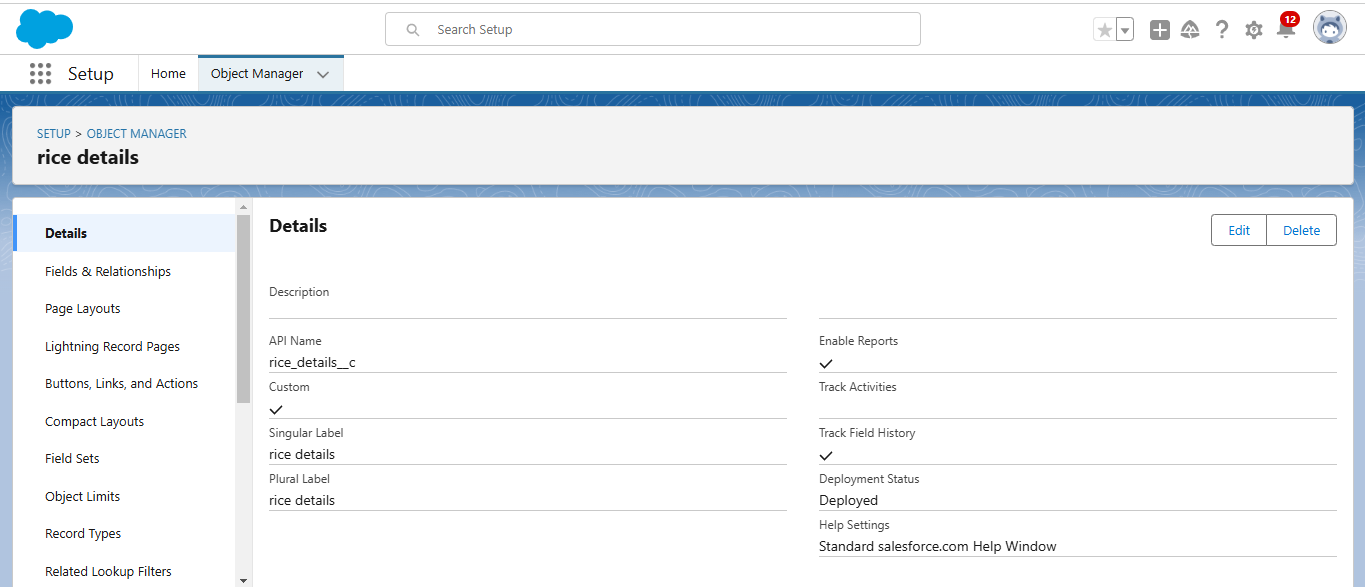 Search Setup
12
Setup
Home
Object Manager
SETUP > OBJECT MANAGER
rice details
Details
Fields & Relationships
Page Layouts
Lightning Record Pages
Buttons, Links, and Actions
Compact Layouts
Field Sets
Object Limits
Record Types
Related Lookup Filters
Details
Edit
Delete
Description
API Name
rice_details__c
Custom
Singular Label
rice details
Plural Label
rice details
Enable Reports
Track Activities
Track Field History
Deployment Status
Deployed
Help Settings
Standard salesforce.com Help Window